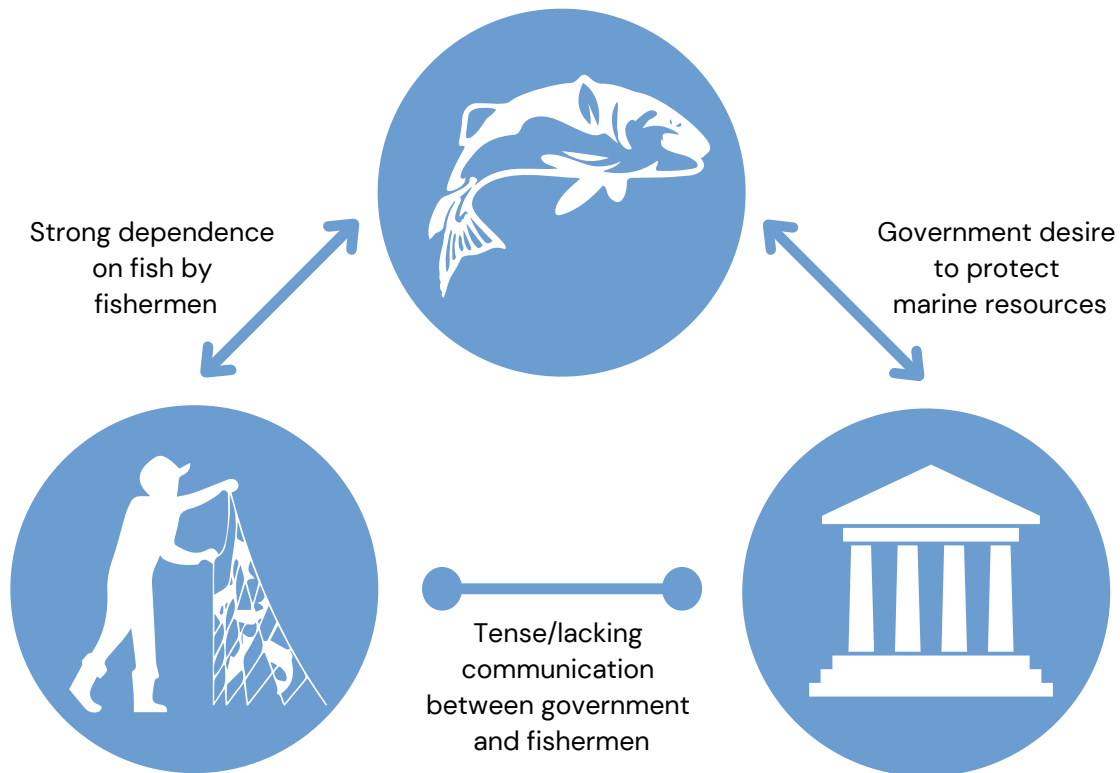 Strong dependence
on fish by
fishermen
Government desire
to protect
marine resources
Tense/lacking
communication
between government
and fishermen